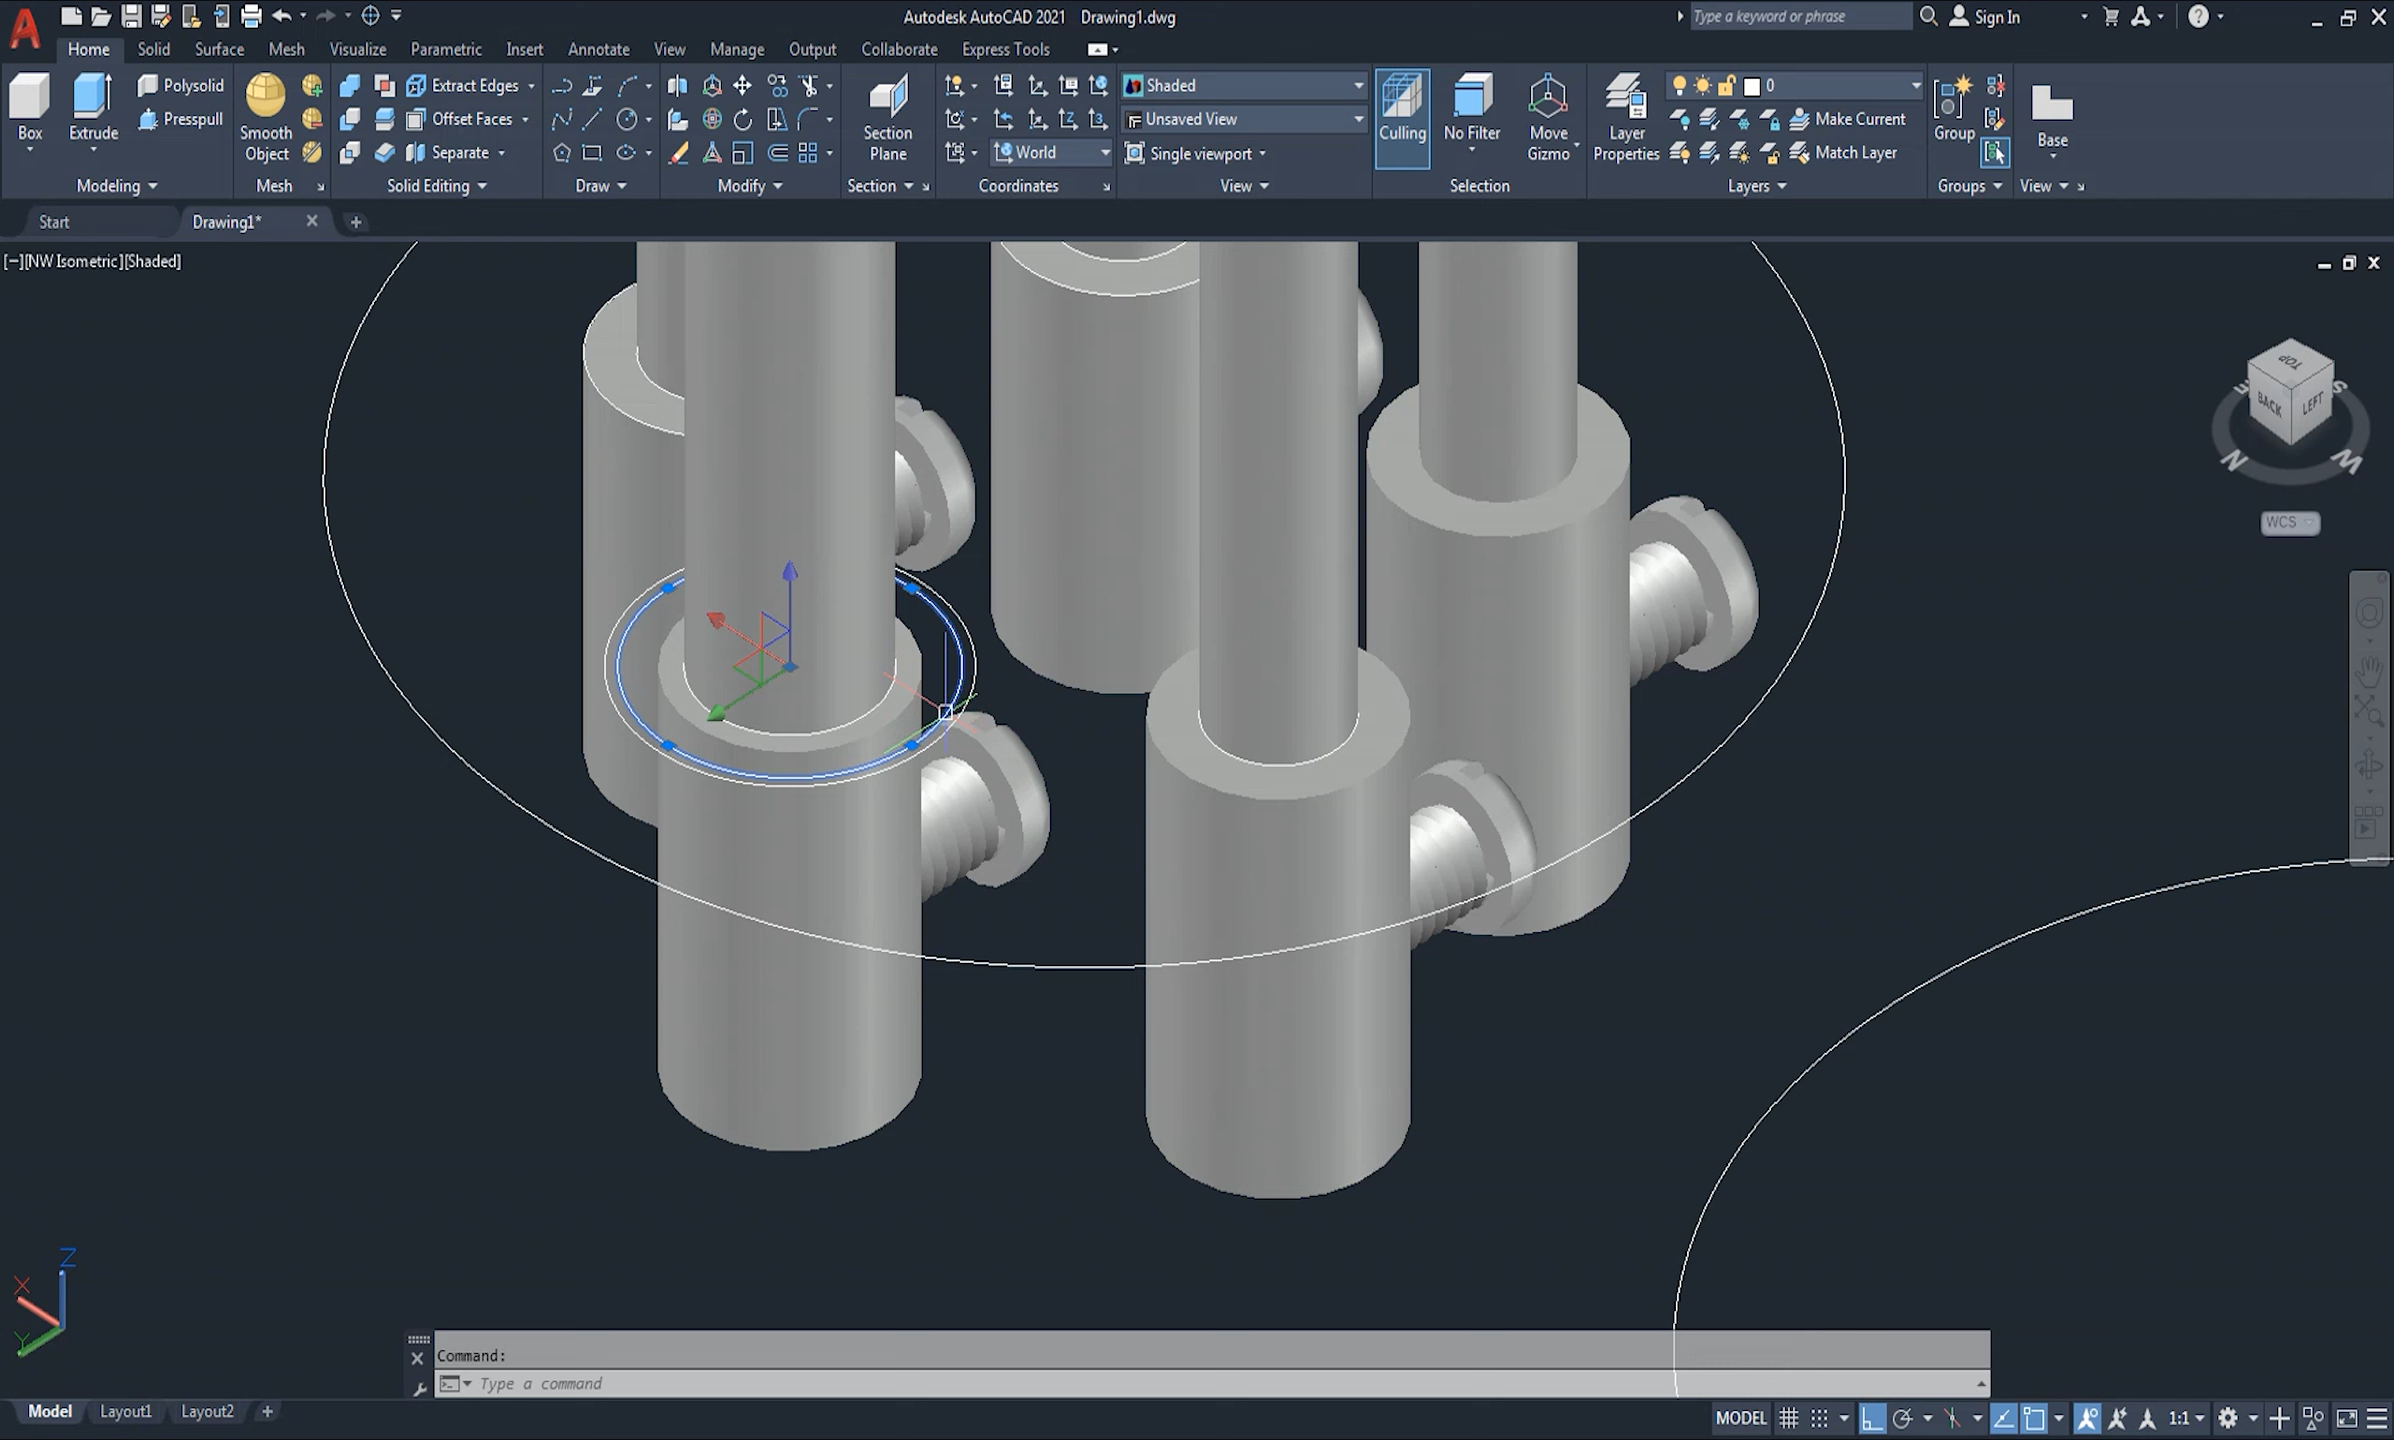 Autodesk AutoCAD 2021 Drawing1.dwg
Type a keyword or phrase
Sign In
Home Solid Surface Mesh Visualize Parametric Insert Annotate View Manage Output Collaborate Express Tools
Box
Extrude
Polysolid
Presspull
Smooth Object
Extract Edges
Offset Faces
Separate
Section Plane
World
Shaded
Unsaved View
Single viewport
Culling
No Filter
Move Gizmo
Layer Properties
0
Make Current
Match Layer
Group
Base
Modeling Mesh Solid Editing Draw Modify Section Coordinates View Selection Layers Groups View
Start Drawing1*
[−][NW Isometric][Shaded]
TOP
BACK LEFT
E S
N W
WCS
Z
X
Y
Command:
Type a command
Model Layout1 Layout2
MODEL 1:1